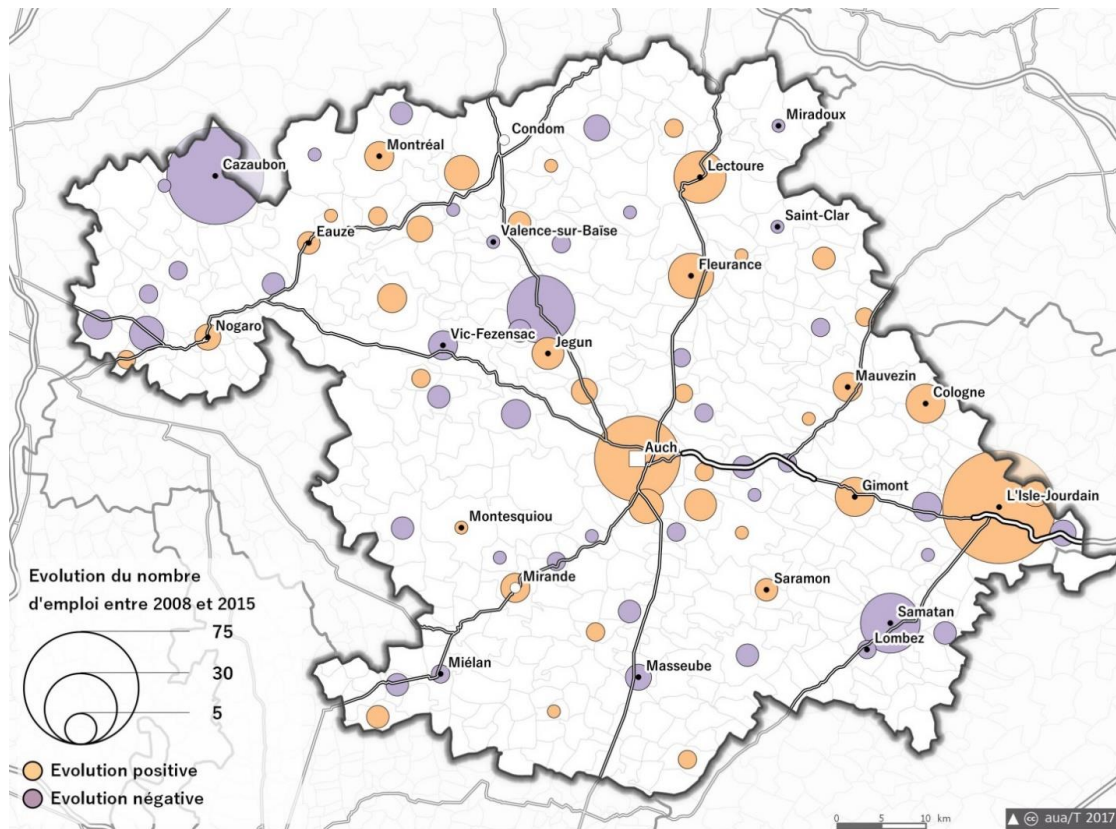 Miradoux
Condom
Montréal
Cazaubon
Lectoure
Saint-Clar
Eauze
Valence-sur-Baïse
Fleurance
Nogaro
Vic-Fezensac
Jegun
Mauvezin
Cologne
Auch
Gimont
L'Isle-Jourdain
Montesquiou
Mirande
Saramon
Samatan
Lombez
Miélan
Masseube
Evolution du nombre
d'emploi entre 2008 et 2015
75
30
5
Evolution positive
Evolution négative
0 5 10 km
cc aua/T 2017